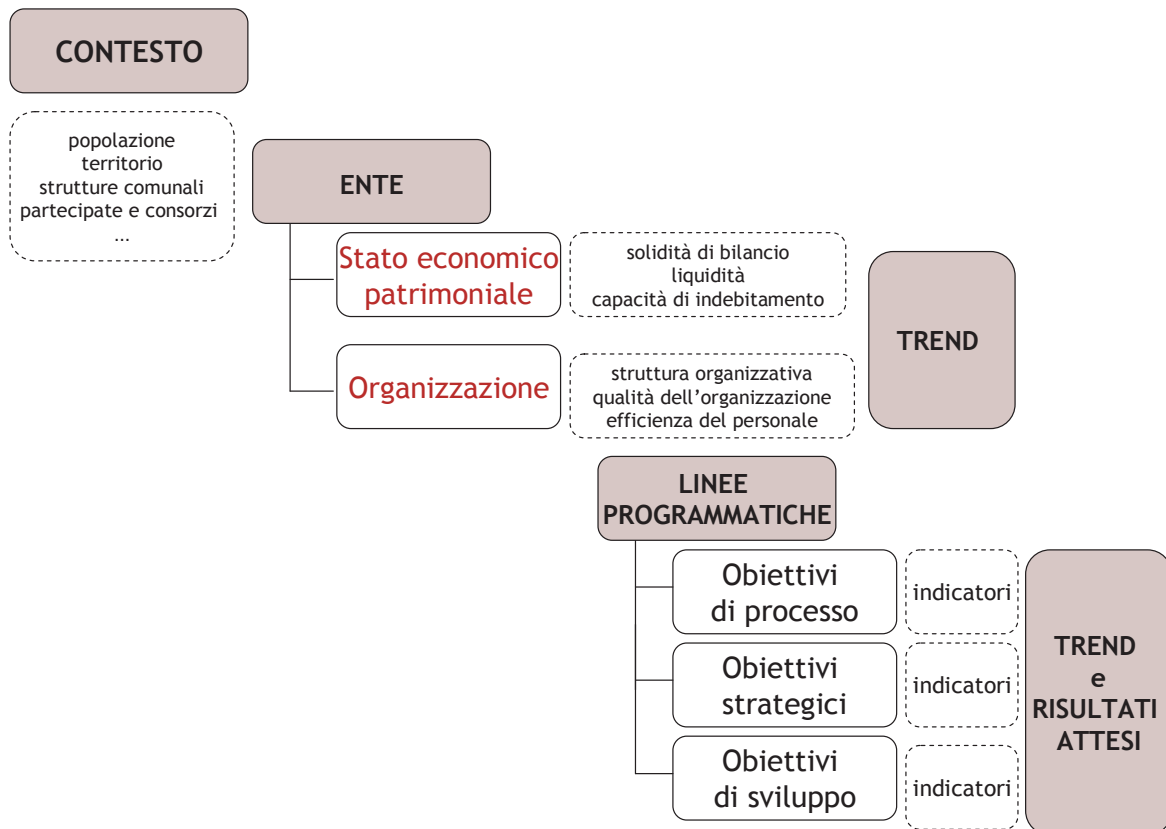 CONTESTO
popolazione
territorio
strutture comunali
partecipate e consorzi
...
ENTE
Stato economico
patrimoniale
solidità di bilancio
liquidità
capacità di indebitamento
TREND
Organizzazione
struttura organizzativa
qualità dell’organizzazione
efficienza del personale
LINEE
PROGRAMMATICHE
Obiettivi
di processo
indicatori
Obiettivi
strategici
indicatori
Obiettivi
di sviluppo
indicatori
TREND
e
RISULTATI
ATTESI